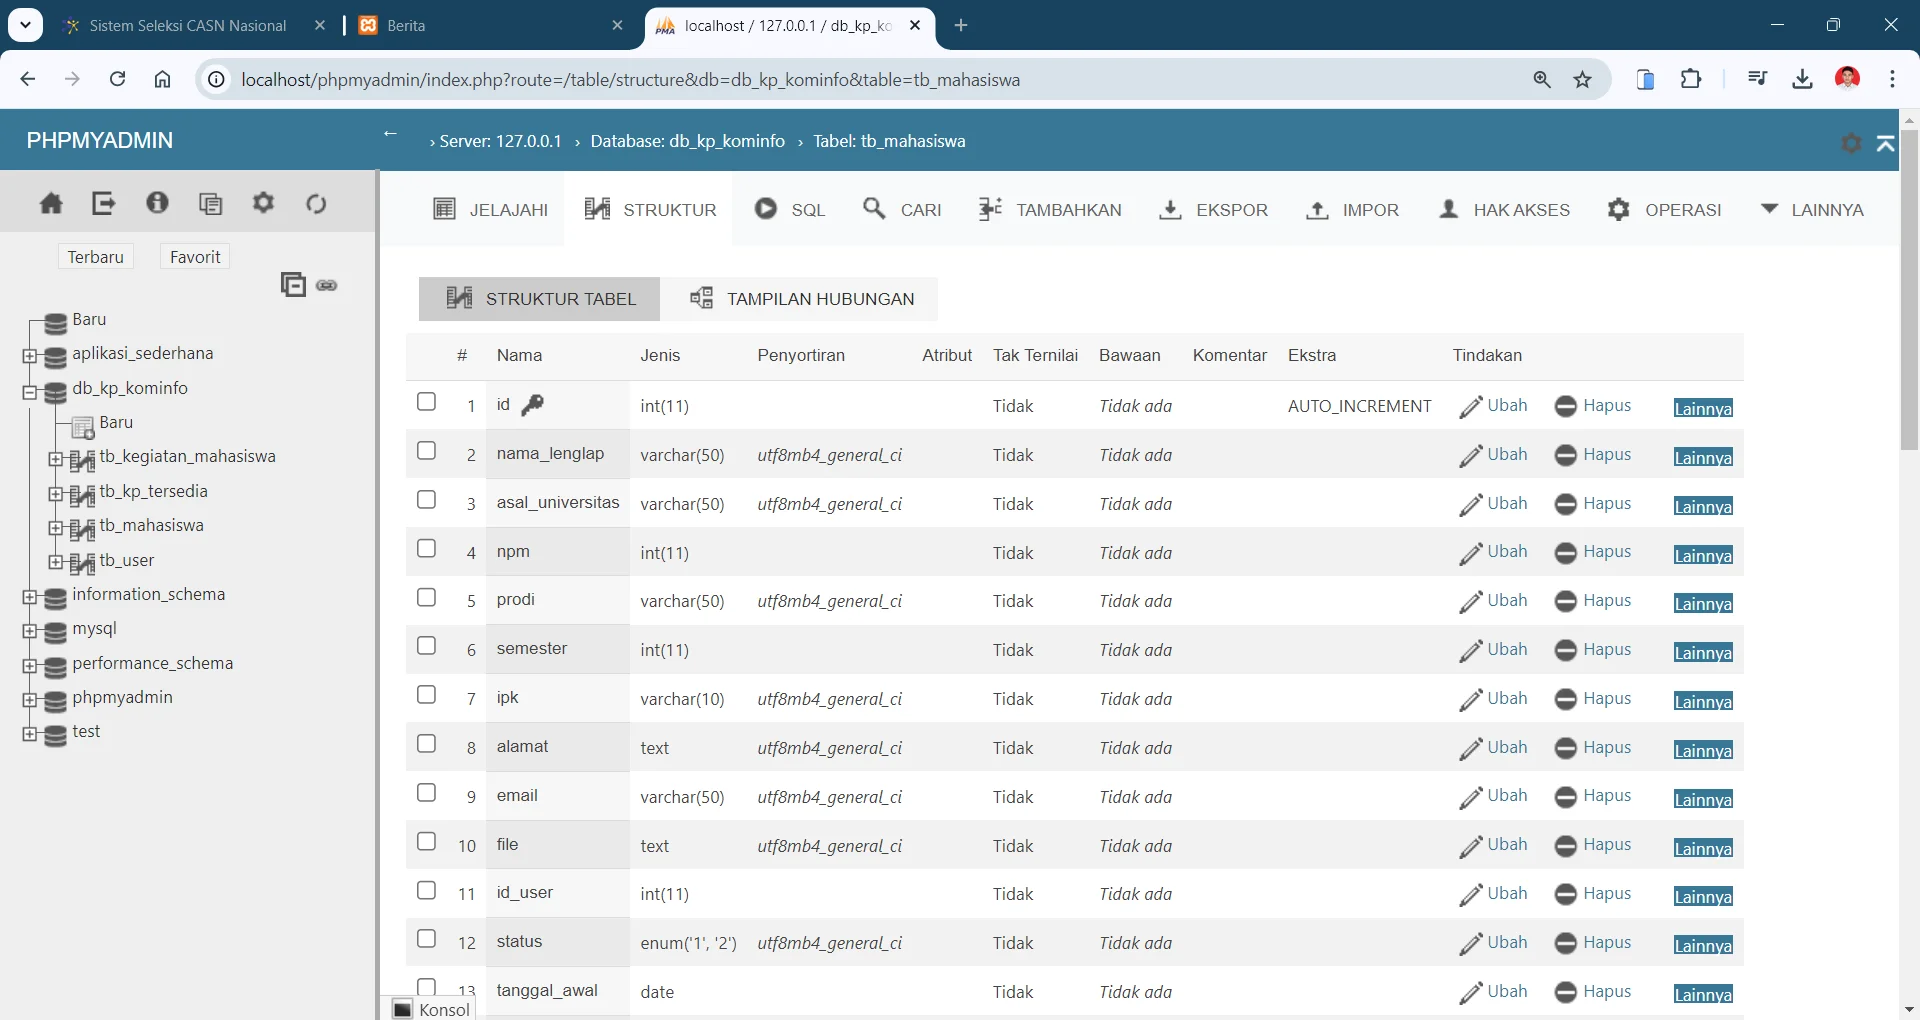 Sistem Seleksi CASN Nasional
Berita
localhost / 127.0.0.1 / db_kp_ko
localhost/phpmyadmin/index.php?route=/table/structure&db=db_kp_kominfo&table=tb_mahasiswa
PHPMYADMIN
← › Server: 127.0.0.1 › Database: db_kp_kominfo › Tabel: tb_mahasiswa
JELAJAHI STRUKTUR SQL CARI TAMBAHKAN EKSPOR IMPOR HAK AKSES OPERASI LAINNYA
Terbaru Favorit
Baru
aplikasi_sederhana
db_kp_kominfo
Baru
tb_kegiatan_mahasiswa
tb_kp_tersedia
tb_mahasiswa
tb_user
information_schema
mysql
performance_schema
phpmyadmin
test
STRUKTUR TABEL TAMPILAN HUBUNGAN
# Nama Jenis Penyortiran Atribut Tak Ternilai Bawaan Komentar Ekstra Tindakan
1 id int(11) Tidak Tidak ada AUTO_INCREMENT Ubah Hapus Lainnya
2 nama_lenglap varchar(50) utf8mb4_general_ci Tidak Tidak ada Ubah Hapus Lainnya
3 asal_universitas varchar(50) utf8mb4_general_ci Tidak Tidak ada Ubah Hapus Lainnya
4 npm int(11) Tidak Tidak ada Ubah Hapus Lainnya
5 prodi varchar(50) utf8mb4_general_ci Tidak Tidak ada Ubah Hapus Lainnya
6 semester int(11) Tidak Tidak ada Ubah Hapus Lainnya
7 ipk varchar(10) utf8mb4_general_ci Tidak Tidak ada Ubah Hapus Lainnya
8 alamat text utf8mb4_general_ci Tidak Tidak ada Ubah Hapus Lainnya
9 email varchar(50) utf8mb4_general_ci Tidak Tidak ada Ubah Hapus Lainnya
10 file text utf8mb4_general_ci Tidak Tidak ada Ubah Hapus Lainnya
11 id_user int(11) Tidak Tidak ada Ubah Hapus Lainnya
12 status enum('1', '2') utf8mb4_general_ci Tidak Tidak ada Ubah Hapus Lainnya
13 tanggal_awal date Tidak Tidak ada Ubah Hapus Lainnya
Konsol